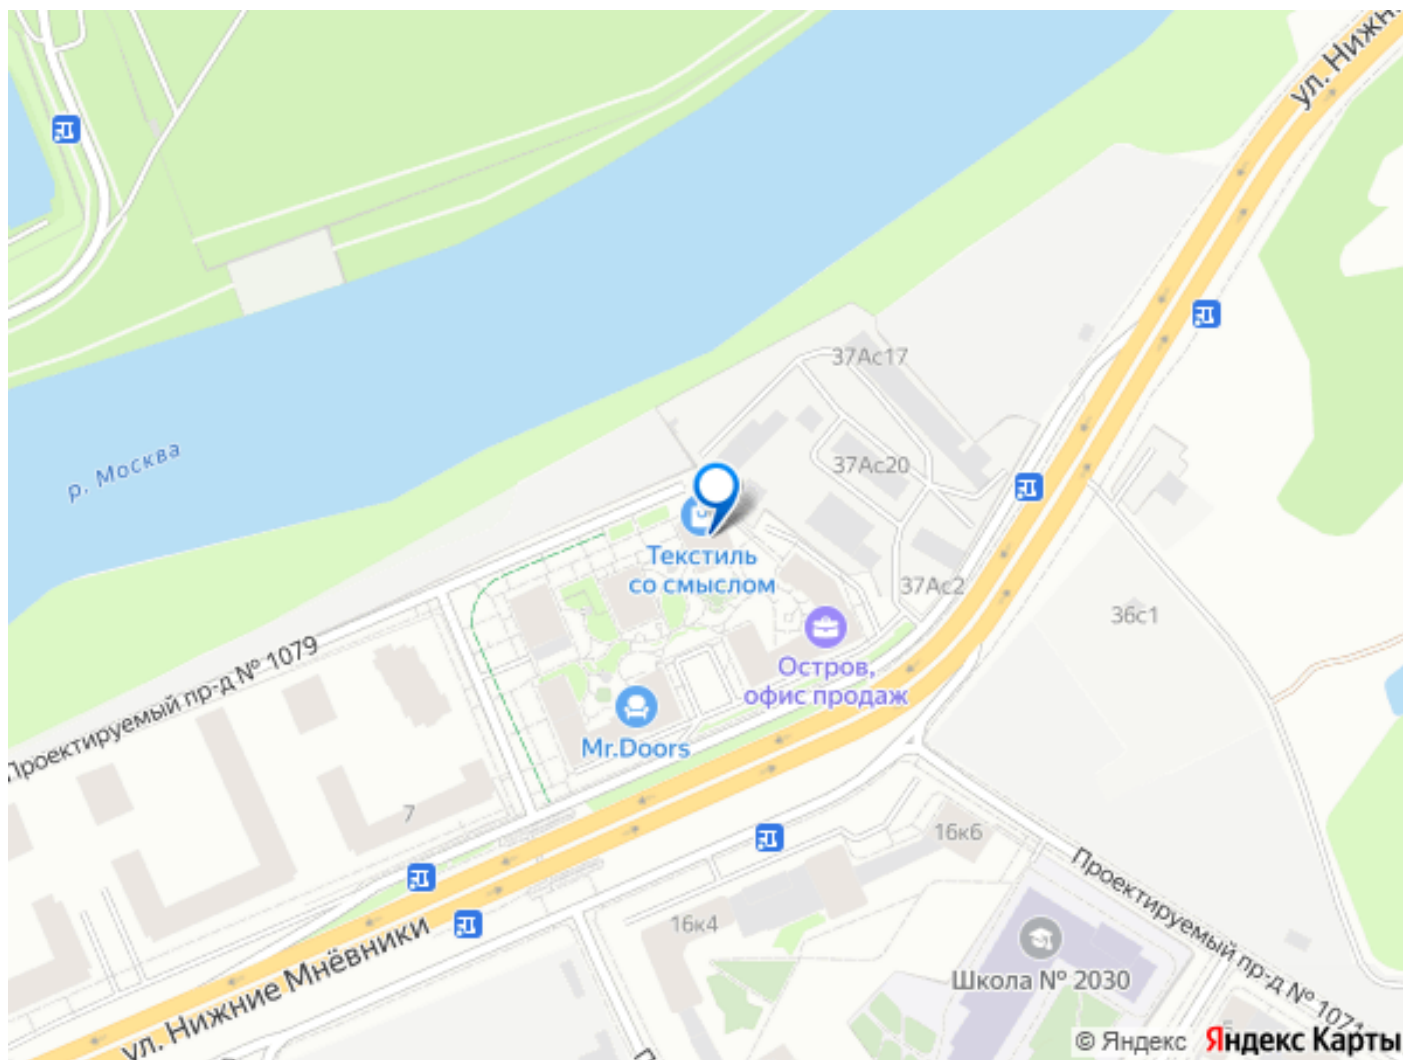 ул. Нижн
37Ас17
р. Москва
37Ас20
Текстиль
со смыслом
37Ас2
36с1
Проектируемый пр-д № 1079
Остров,
офис продаж
Mr.Doors
7
16к6
Проектируемый пр-д № 1071
16к4
ул. Нижние Мнёвники
Школа № 2030
© Яндекс Яндекс Карты